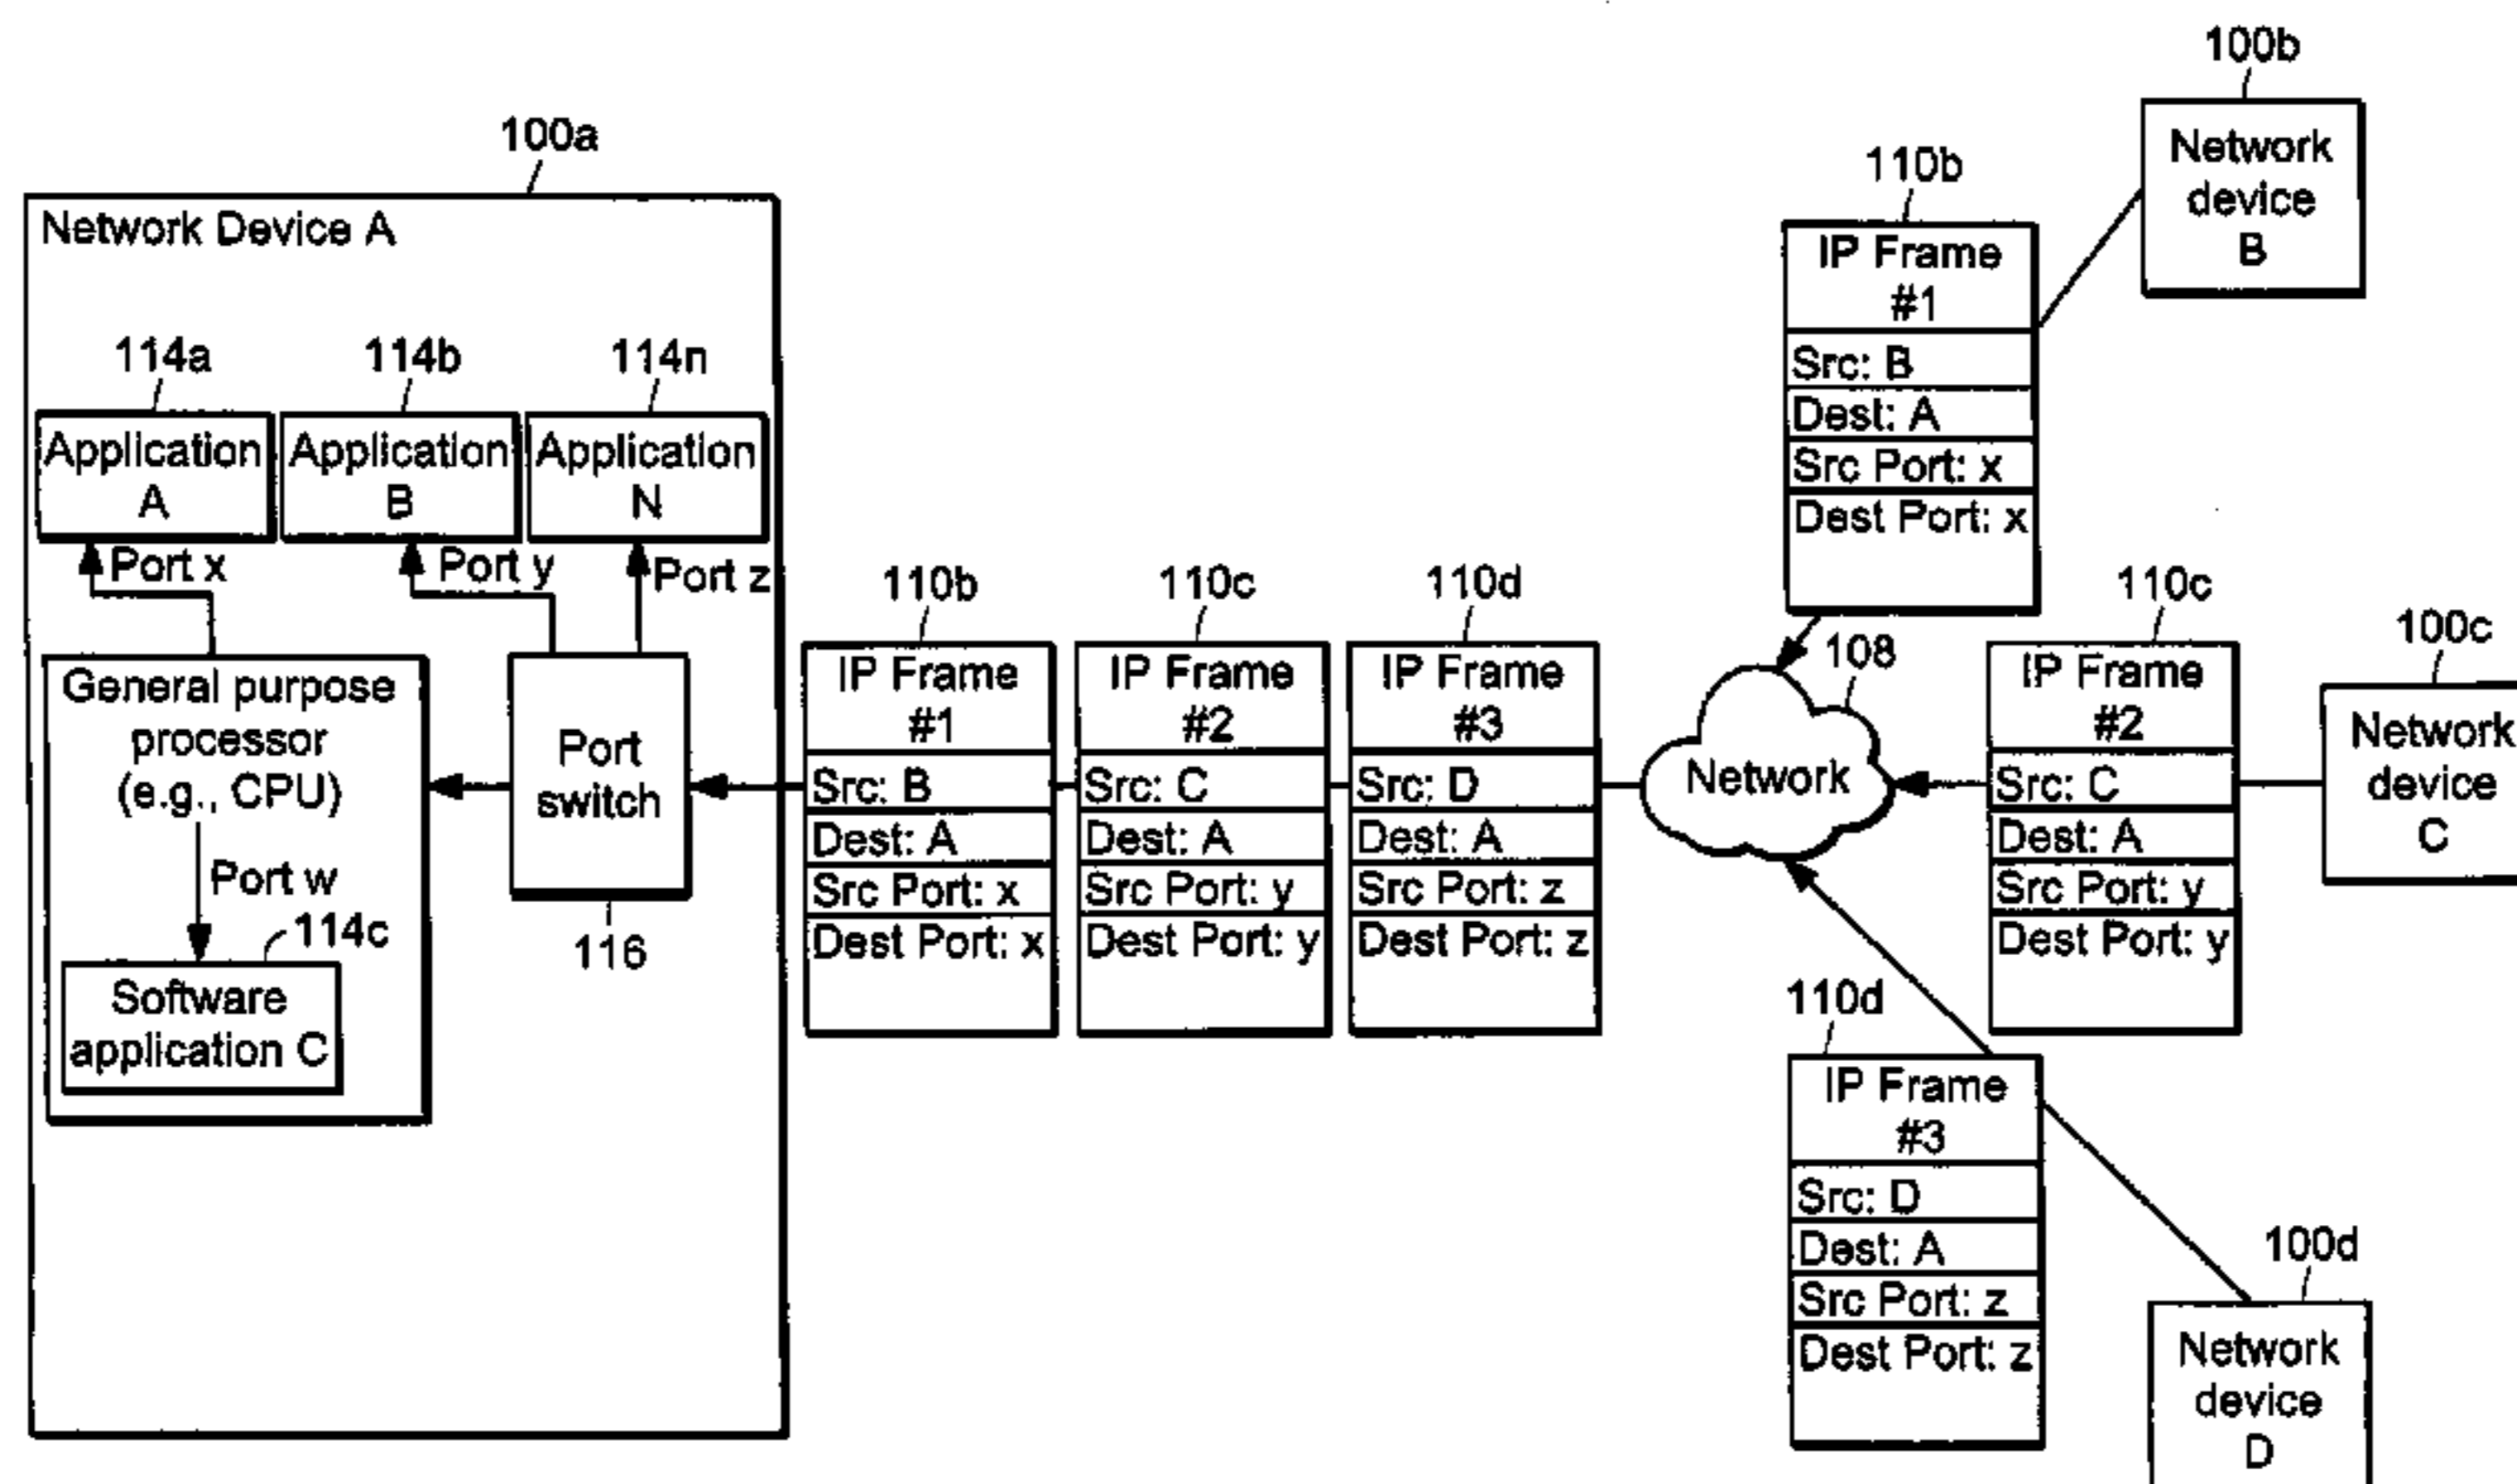 100a
Network Device A
114a
114b
114n
Application
A
Application
B
Application
N
Port x
Port y
Port z
General purpose
processor
(e.g., CPU)
Port w
114c
Software
application C
Port
switch
116
110b
IP Frame
#1
Src: B
Dest: A
Src Port: x
Dest Port: x
110c
IP Frame
#2
Src: C
Dest: A
Src Port: y
Dest Port: y
110d
IP Frame
#3
Src: D
Dest: A
Src Port: z
Dest Port: z
108
Network
110b
IP Frame
#1
Src: B
Dest: A
Src Port: x
Dest Port: x
100b
Network
device
B
110c
IP Frame
#2
Src: C
Dest: A
Src Port: y
Dest Port: y
100c
Network
device
C
110d
IP Frame
#3
Src: D
Dest: A
Src Port: z
Dest Port: z
100d
Network
device
D